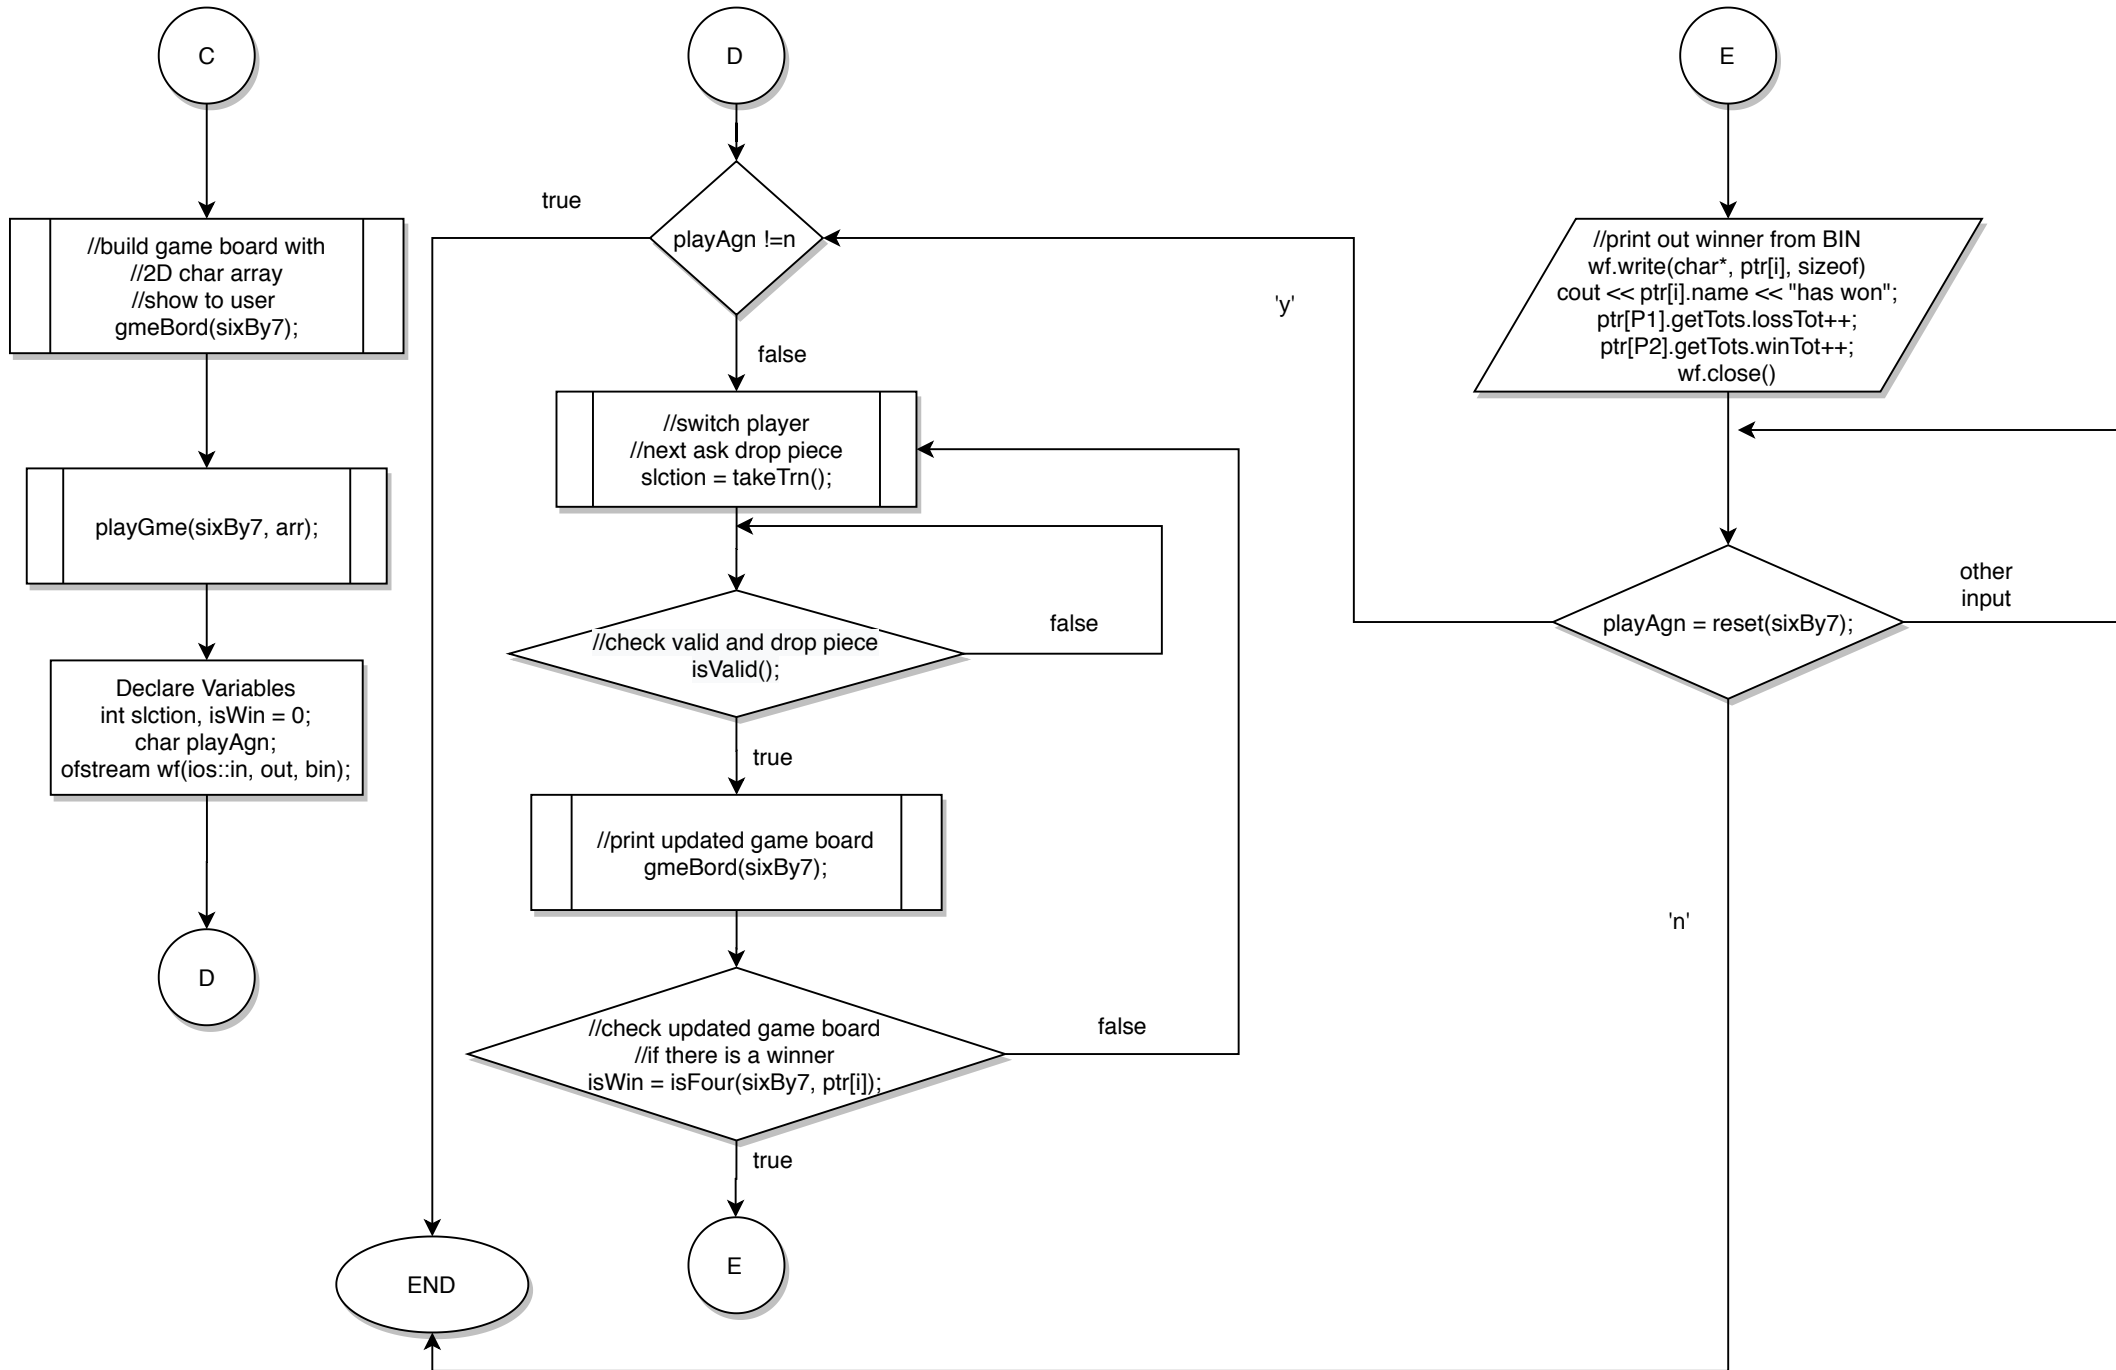 C
//build game board with
//2D char array
//show to user
gmeBord(sixBy7);
playGme(sixBy7, arr);
Declare Variables
int slction, isWin = 0;
char playAgn;
ofstream wf(ios::in, out, bin);
D
D
true
playAgn !=n
false
//switch player
//next ask drop piece
slction = takeTrn();
//check valid and drop piece
isValid();
false
true
//print updated game board
gmeBord(sixBy7);
//check updated game board
//if there is a winner
isWin = isFour(sixBy7, ptr[i]);
false
true
E
END
E
//print out winner from BIN
wf.write(char*, ptr[i], sizeof)
cout << ptr[i].name << "has won";
ptr[P1].getTots.lossTot++;
ptr[P2].getTots.winTot++;
wf.close()
'y'
playAgn = reset(sixBy7);
other
input
'n'